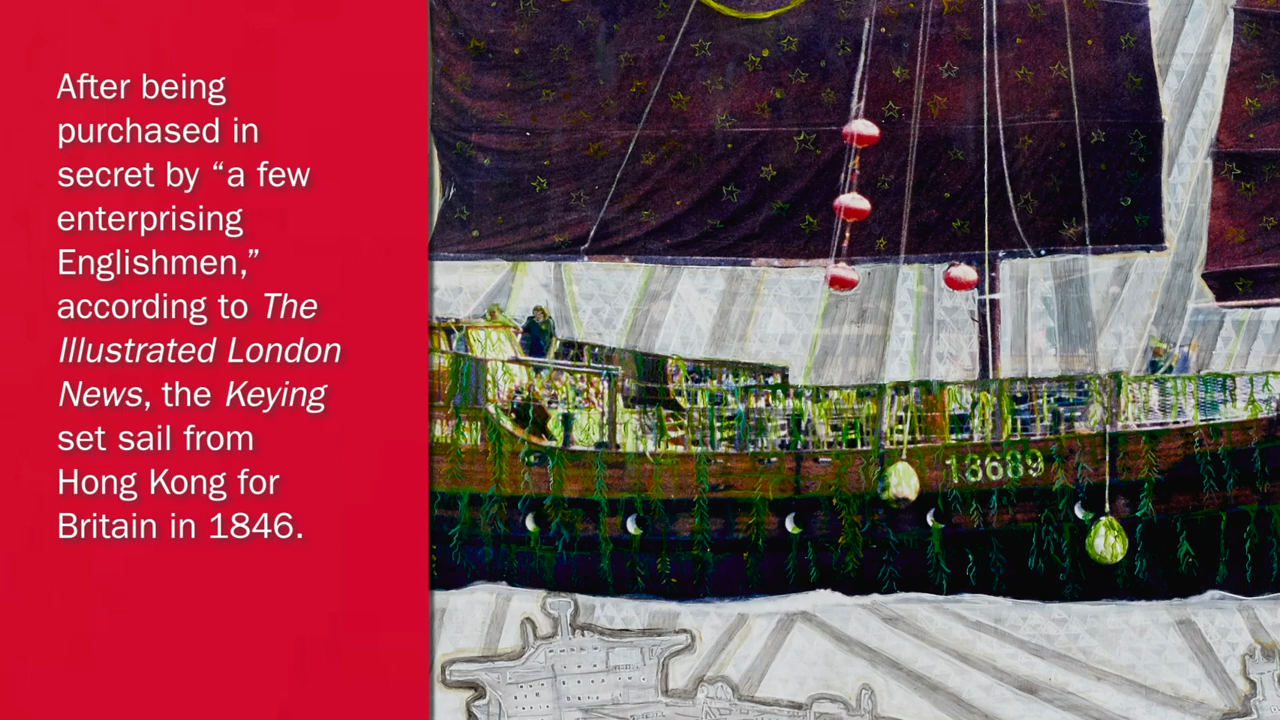 After being
purchased in
secret by “a few
enterprising
Englishmen,”
according to The
Illustrated London
News, the Keying
set sail from
Hong Kong for
Britain in 1846.
13689